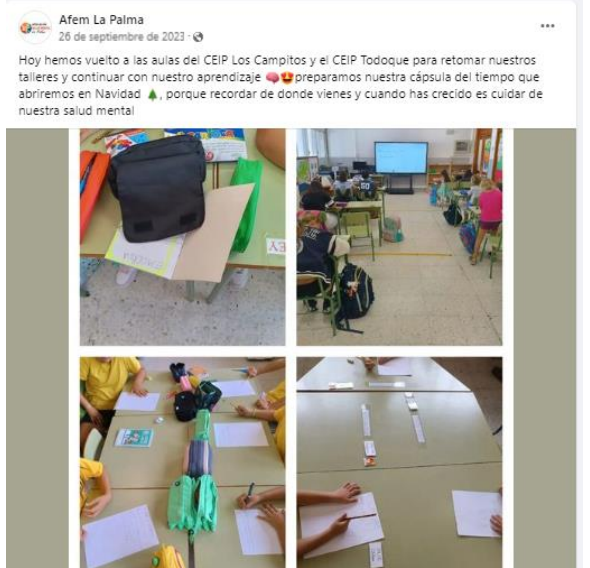 Afem La Palma
26 de septiembre de 2023 ·
Hoy hemos vuelto a las aulas del CEIP Los Campitos y el CEIP Todoque para retomar nuestros
talleres y continuar con nuestro aprendizaje 🧠🤩preparamos nuestra cápsula del tiempo que
abriremos en Navidad 🎄, porque recordar de donde vienes y cuando has crecido es cuidar de
nuestra salud mental